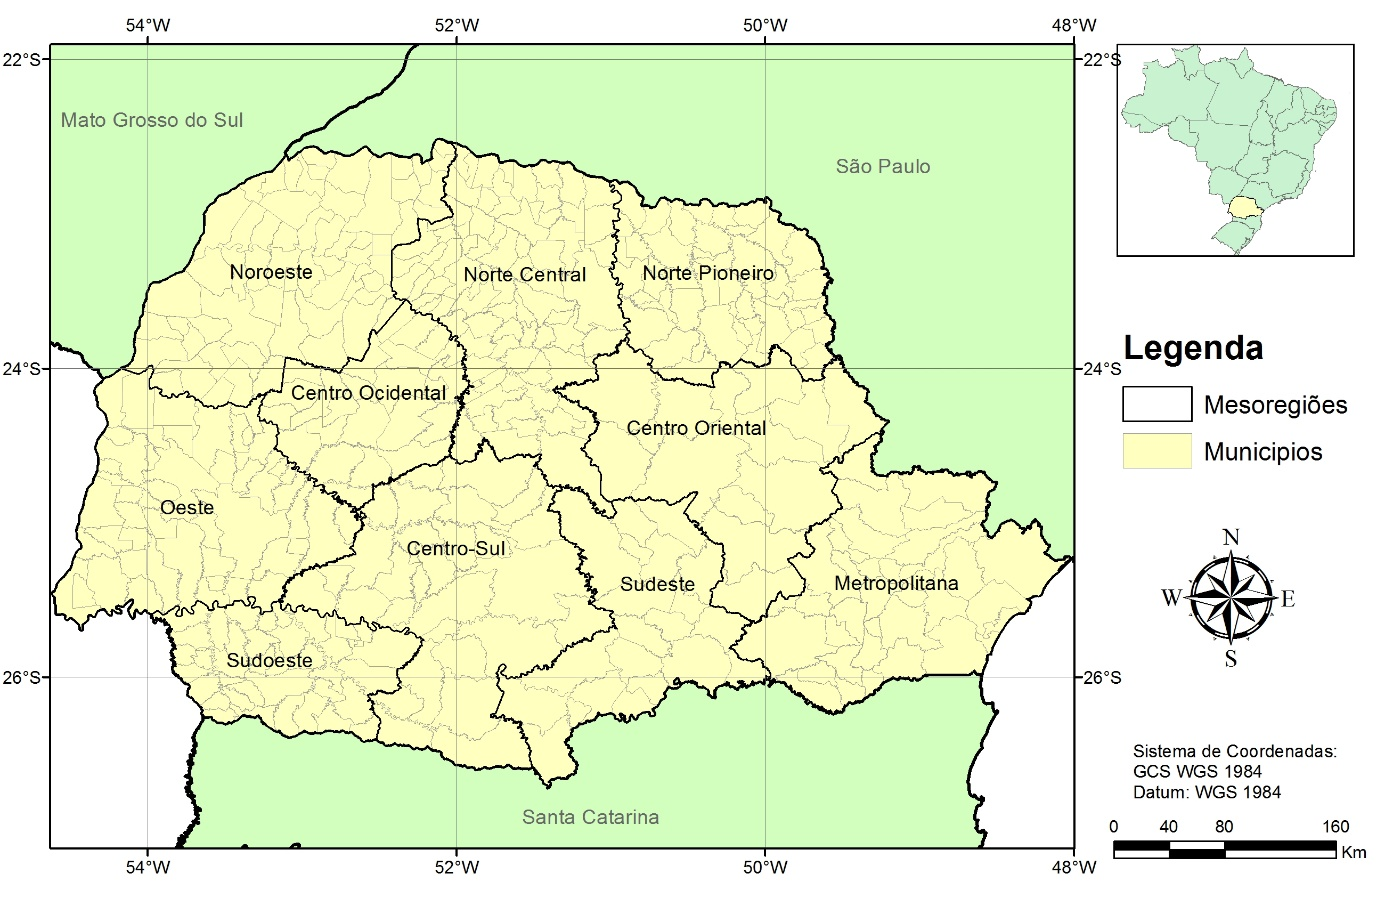 54°W 52°W 50°W 48°W
22°S 22°S
Mato Grosso do Sul
São Paulo
Noroeste Norte Central Norte Pioneiro
Legenda
24°S 24°S
Centro Ocidental
Mesoregiões
Centro Oriental
Municipios
Oeste
Centro-Sul
N
Sudeste Metropolitana
W E
S
Sudoeste
26°S 26°S
Sistema de Coordenadas:
GCS WGS 1984
Datum: WGS 1984
Santa Catarina
0 40 80 160
Km
54°W 52°W 50°W 48°W